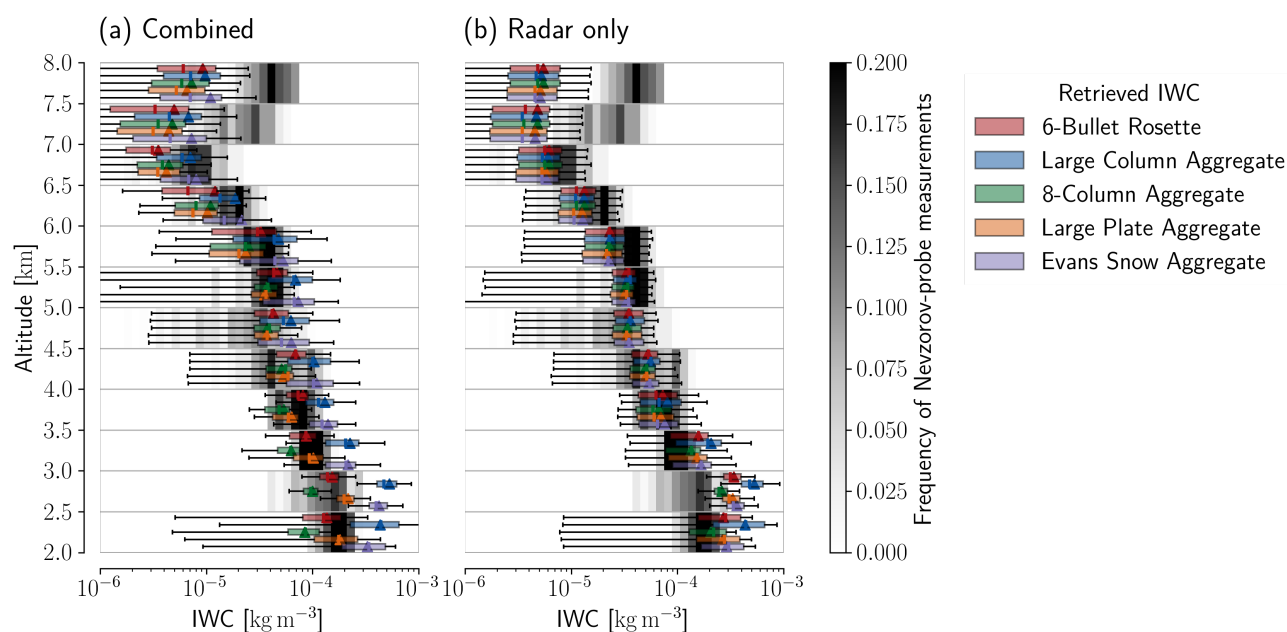 (a) Combined
(b) Radar only
8.0
7.5
7.0
6.5
6.0
5.5
5.0
4.5
4.0
3.5
3.0
2.5
2.0
Altitude [km]
10⁻⁶
10⁻⁵
10⁻⁴
10⁻³
IWC [kg m⁻³]
10⁻⁶
10⁻⁵
10⁻⁴
10⁻³
IWC [kg m⁻³]
0.200
0.175
0.150
0.125
0.100
0.075
0.050
0.025
0.000
Frequency of Nevzorov-probe measurements
Retrieved IWC
6-Bullet Rosette
Large Column Aggregate
8-Column Aggregate
Large Plate Aggregate
Evans Snow Aggregate